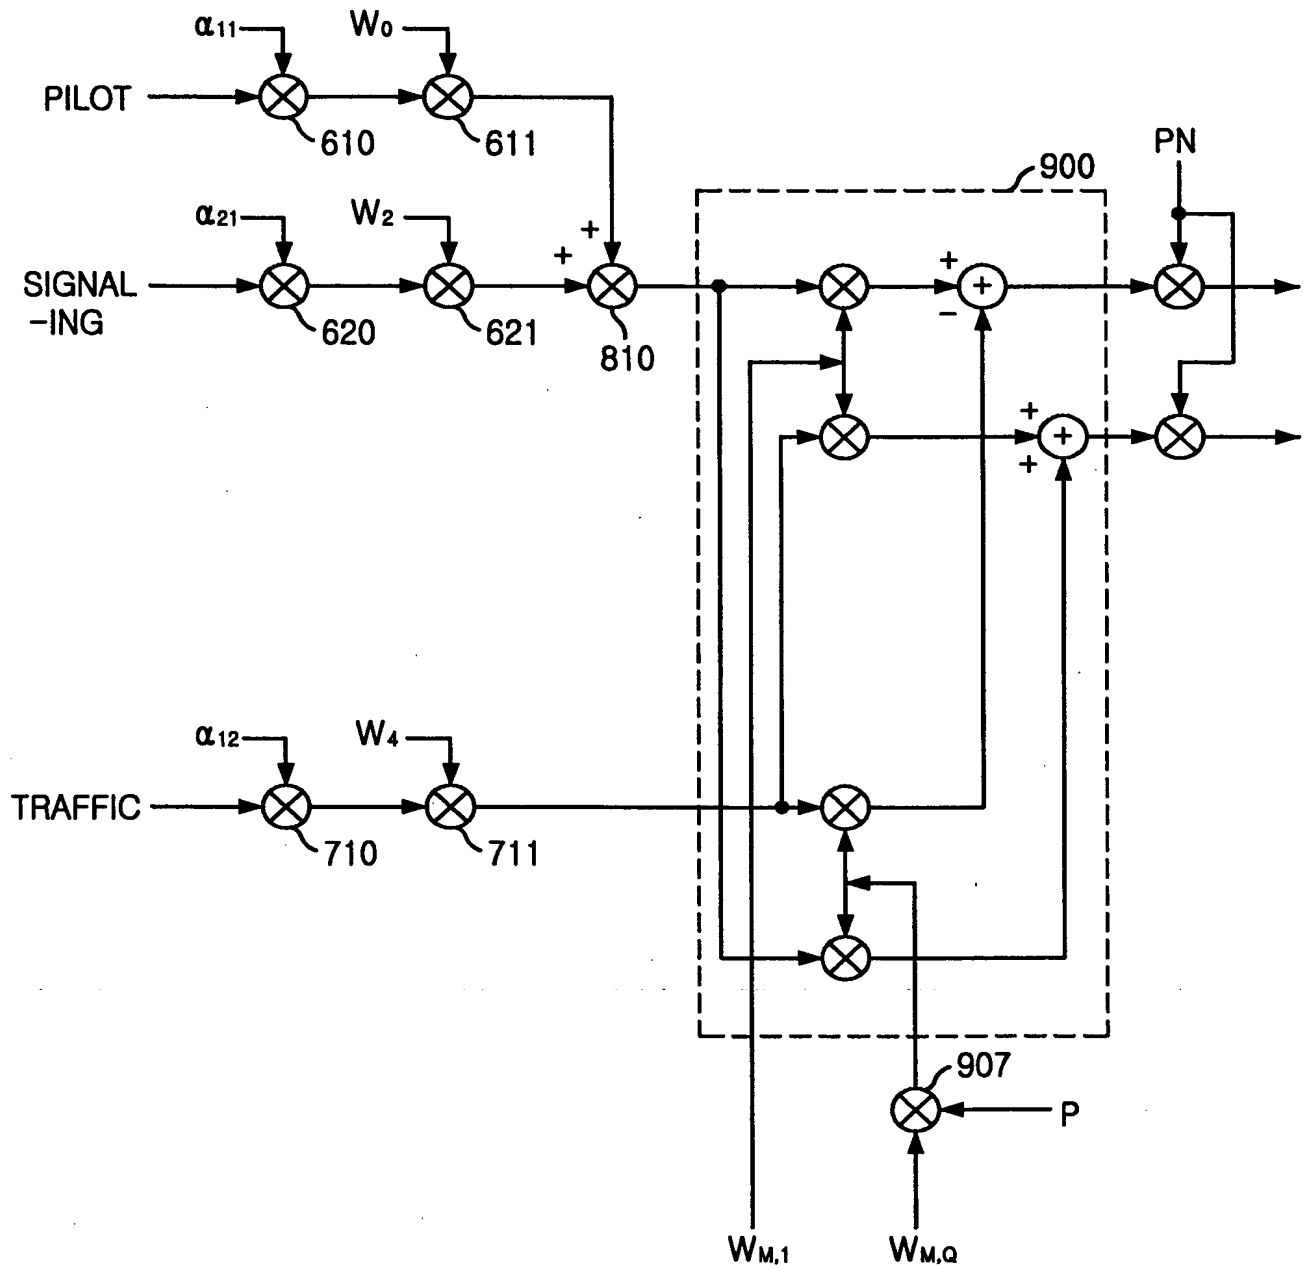 α11
W0
PILOT
610
611
PN
900
α21
W2
+
+
SIGNAL
-ING
620
621
810
+
+
-
+
+
+
α12
W4
TRAFFIC
710
711
907
P
WM,1
WM,Q